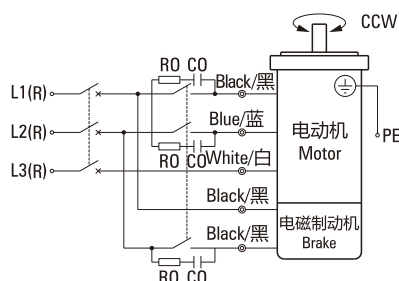 CCW
RO CO
L1(R)
Black/黑
L2(R)
Blue/蓝
电动机
Motor
PE
RO CO
L3(R)
White/白
Black/黑
电磁制动机
Brake
Black/黑
RO CO